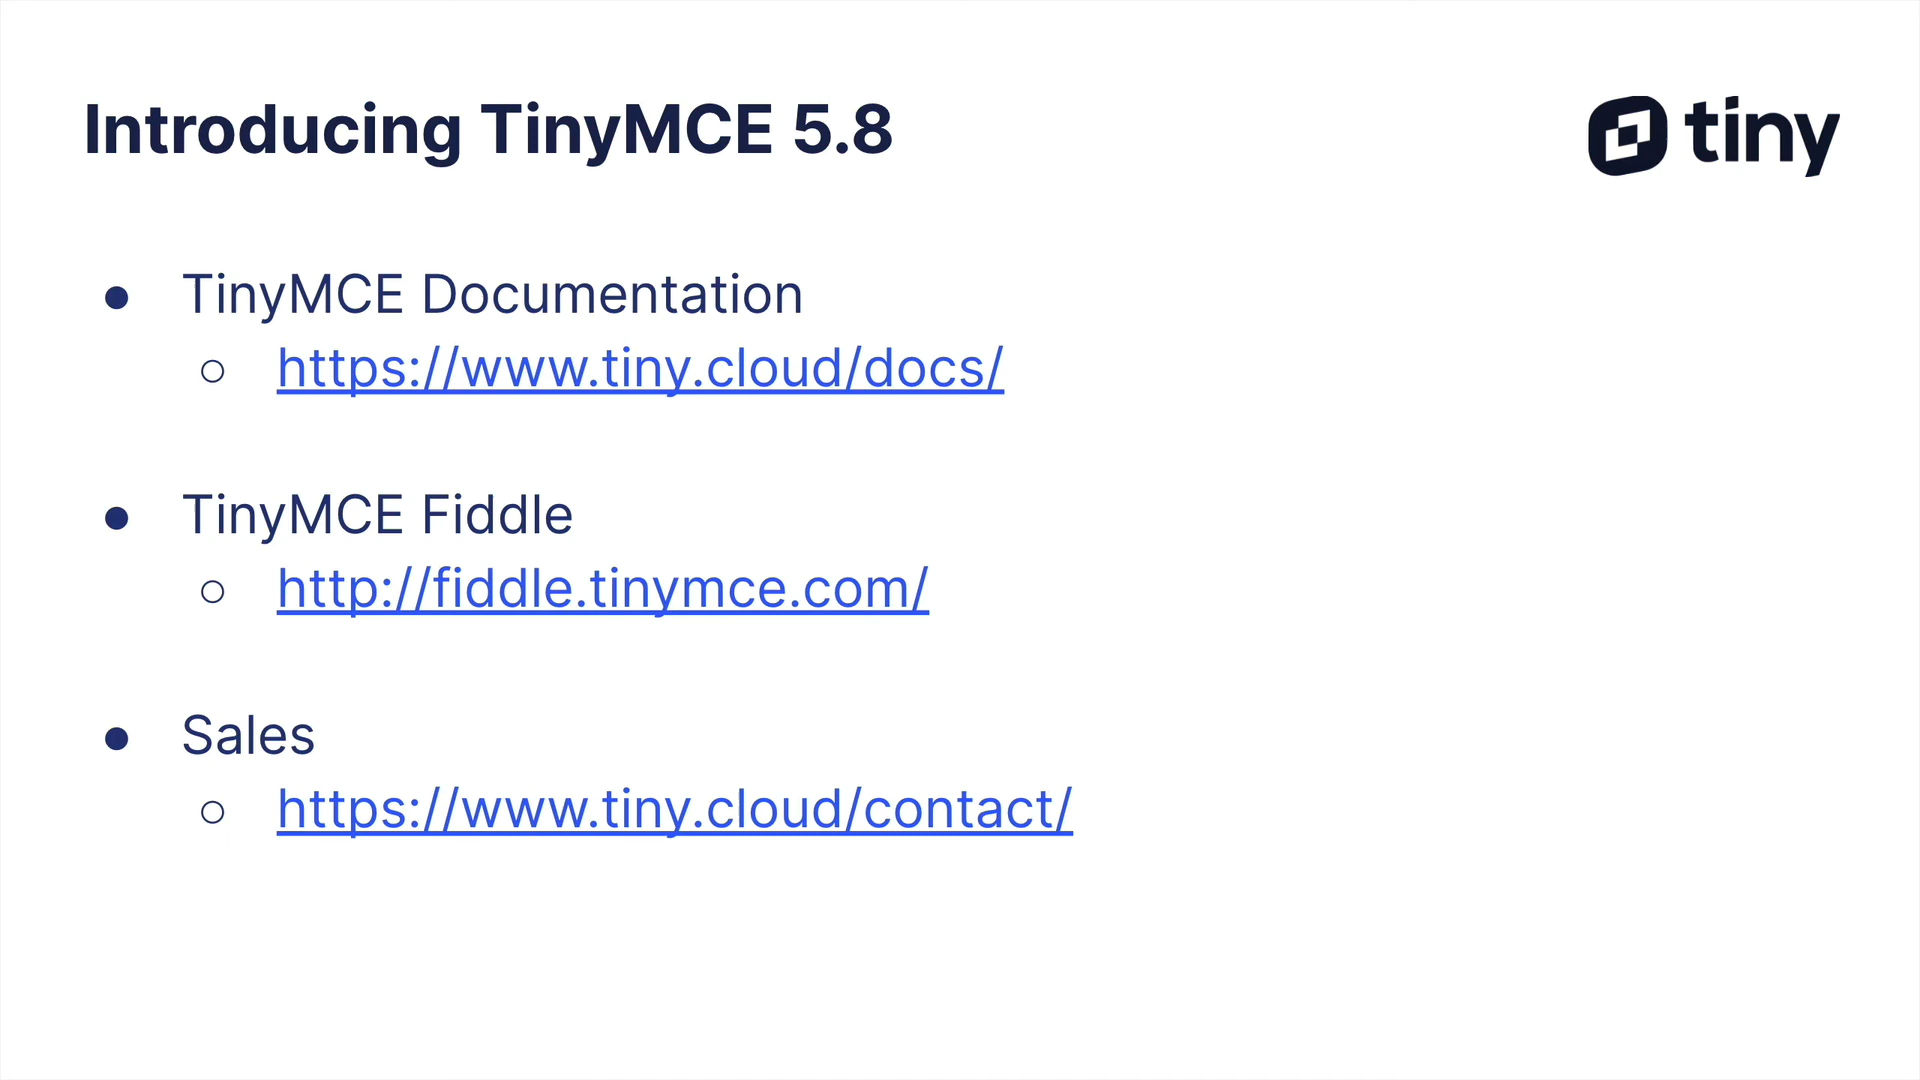 Introducing TinyMCE 5.8
tiny
● TinyMCE Documentation
○ https://www.tiny.cloud/docs/
● TinyMCE Fiddle
○ http://fiddle.tinymce.com/
● Sales
○ https://www.tiny.cloud/contact/